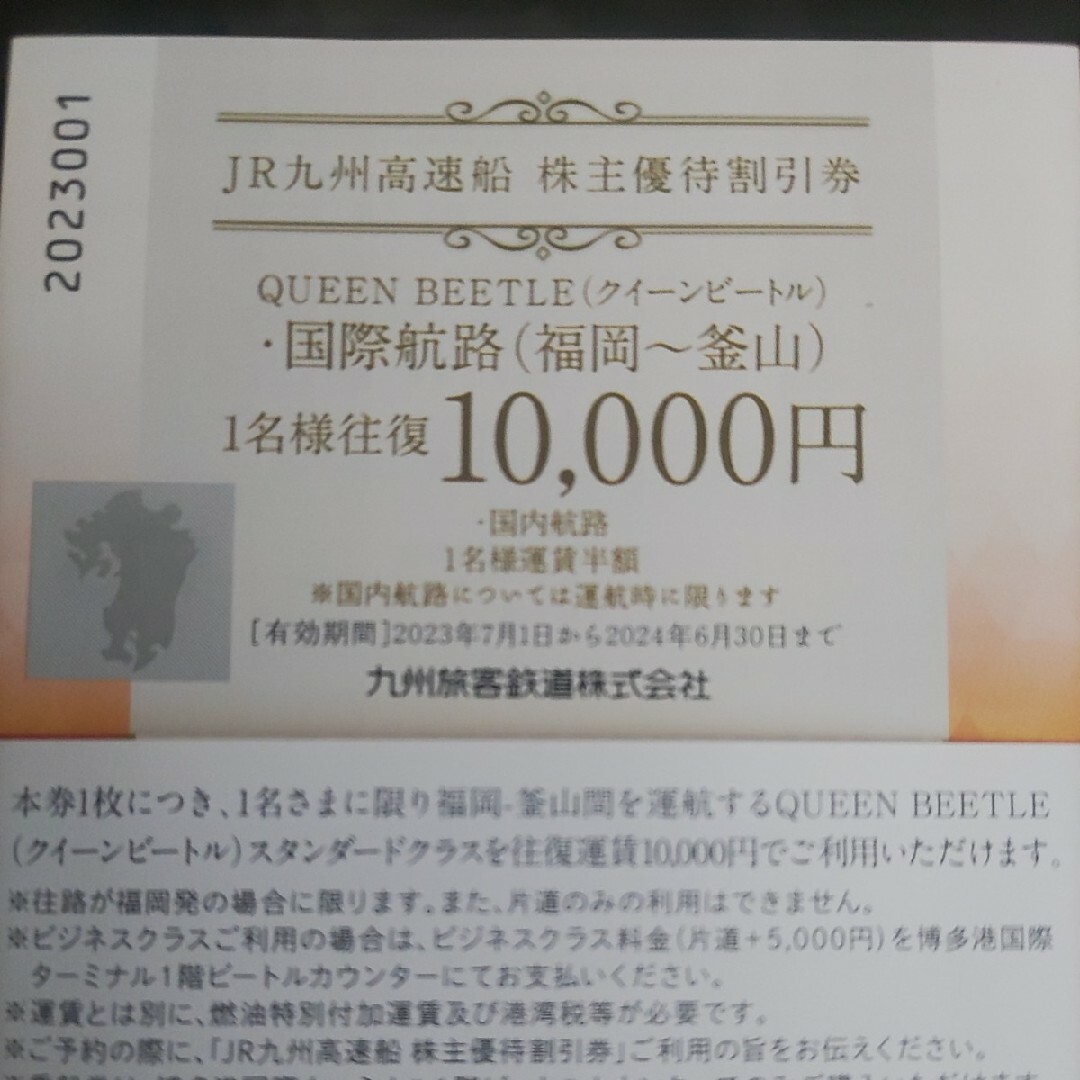 2023001
JR九州高速船 株主優待割引券
QUEEN BEETLE(クイーンビートル)
・国際航路(福岡〜釜山)
1名様往復10,000円
・国内航路
1名様運賃半額
※国内航路については運航時に限ります
[有効期間]2023年7月1日から2024年6月30日まで
九州旅客鉄道株式会社
本券1枚につき、1名さまに限り福岡-釜山間を運航するQUEEN BEETLE
(クイーンビートル)スタンダードクラスを往復運賃10,000円でご利用いただけます。
※往路が福岡発の場合に限ります。また、片道のみの利用はできません。
※ビジネスクラスご利用の場合は、ビジネスクラス料金(片道+5,000円)を博多港国際
ターミナル1階ビートルカウンターにてお支払いください。
※運賃とは別に、燃油特別付加運賃及び港湾税等が必要です。
※ご予約の際に、「JR九州高速船 株主優待割引券」ご利用の旨をお伝えください。